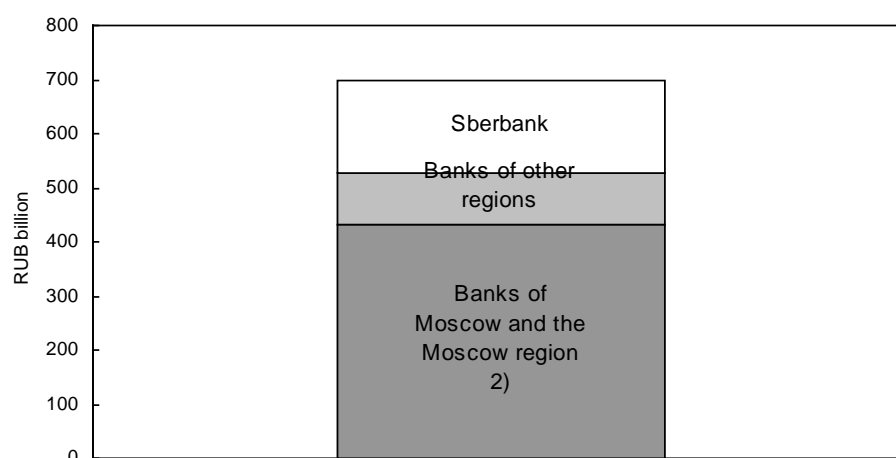 800
700
600
500
400
300
200
100
0
RUB billion
Sberbank
Banks of other
regions
Banks of
Moscow and the
Moscow region
2)